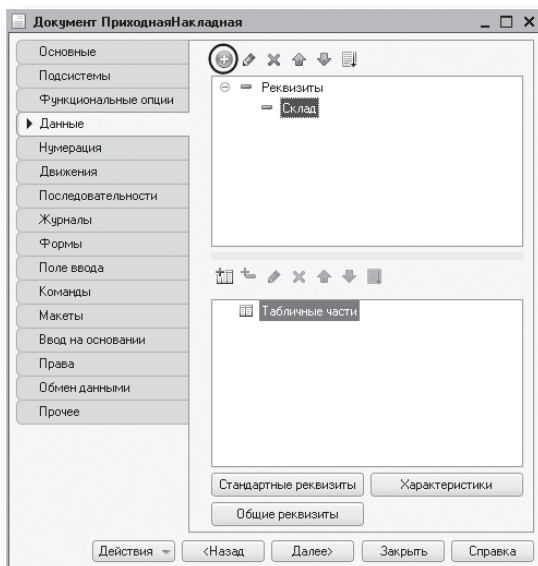 Документ ПриходнаяНакладная
Основные
Подсистемы
Функциональные опции
Данные
Нумерация
Движения
Последовательности
Журналы
Формы
Поле ввода
Команды
Макеты
Ввод на основании
Права
Обмен данными
Прочее
Реквизиты
Склад
Табличные части
Стандартные реквизиты
Характеристики
Общие реквизиты
Действия
<Назад
Далее>
Закрыть
Справка